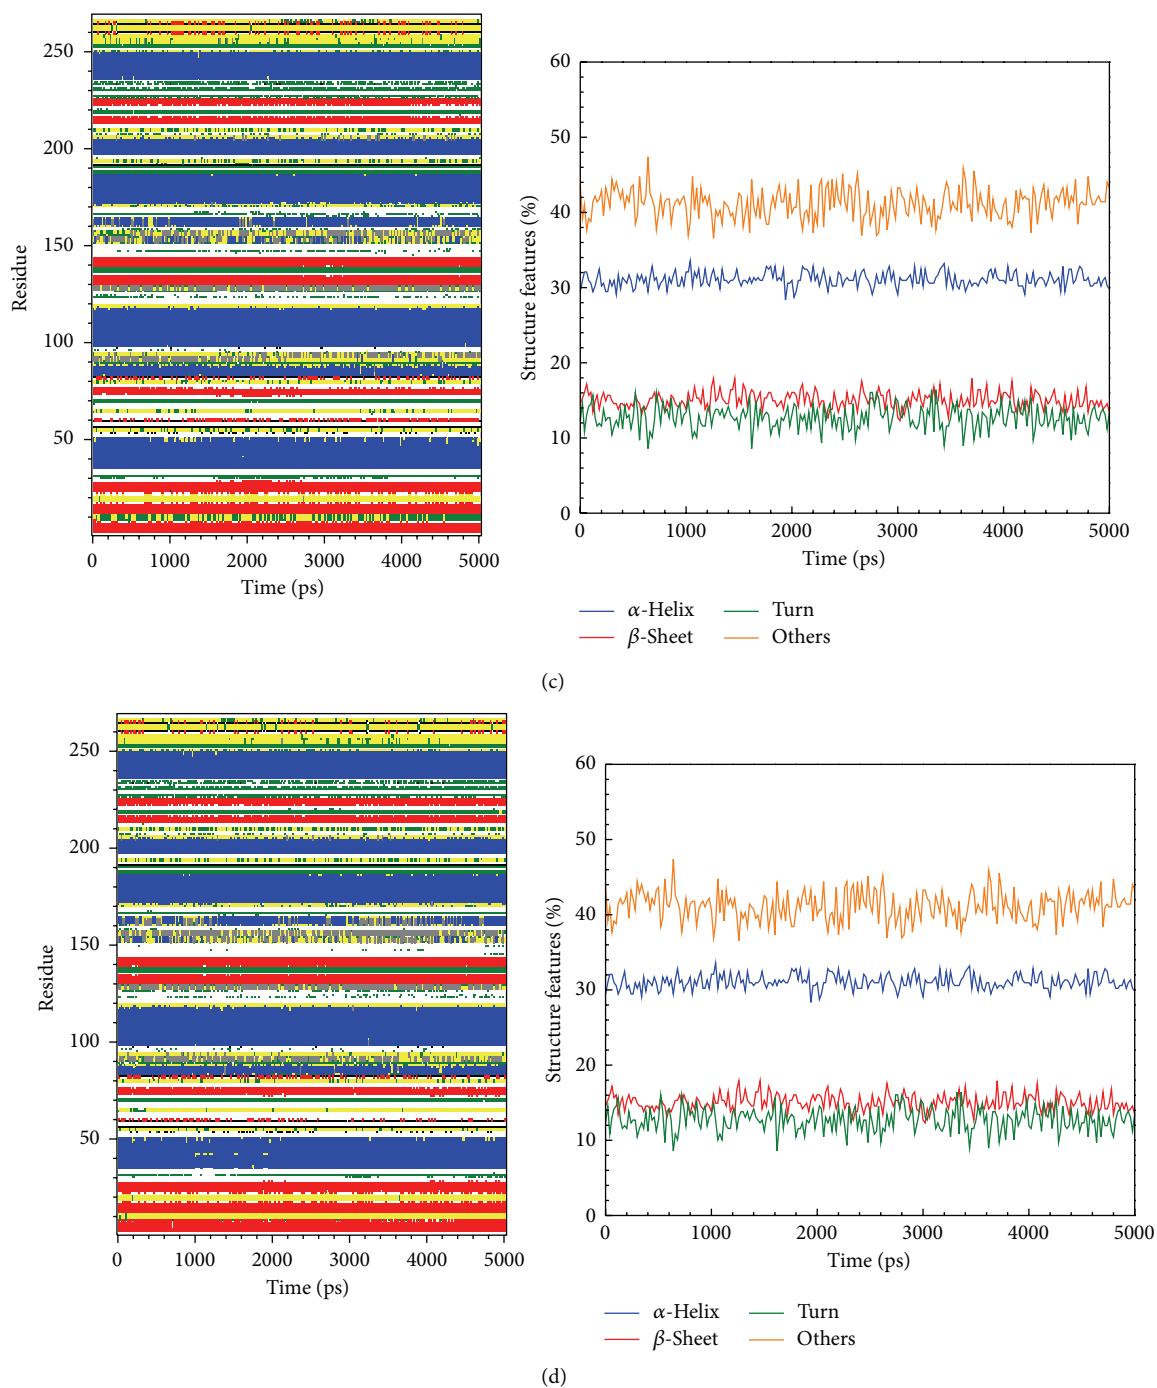 250
200
150
100
50
Residue
0 1000 2000 3000 4000 5000
Time (ps)
60
50
40
30
20
10
0
Structure features (%)
0 1000 2000 3000 4000 5000
Time (ps)
α-Helix Turn
β-Sheet Others
(c)
250
200
150
100
50
Residue
0 1000 2000 3000 4000 5000
Time (ps)
60
50
40
30
20
10
0
Structure features (%)
0 1000 2000 3000 4000 5000
Time (ps)
α-Helix Turn
β-Sheet Others
(d)